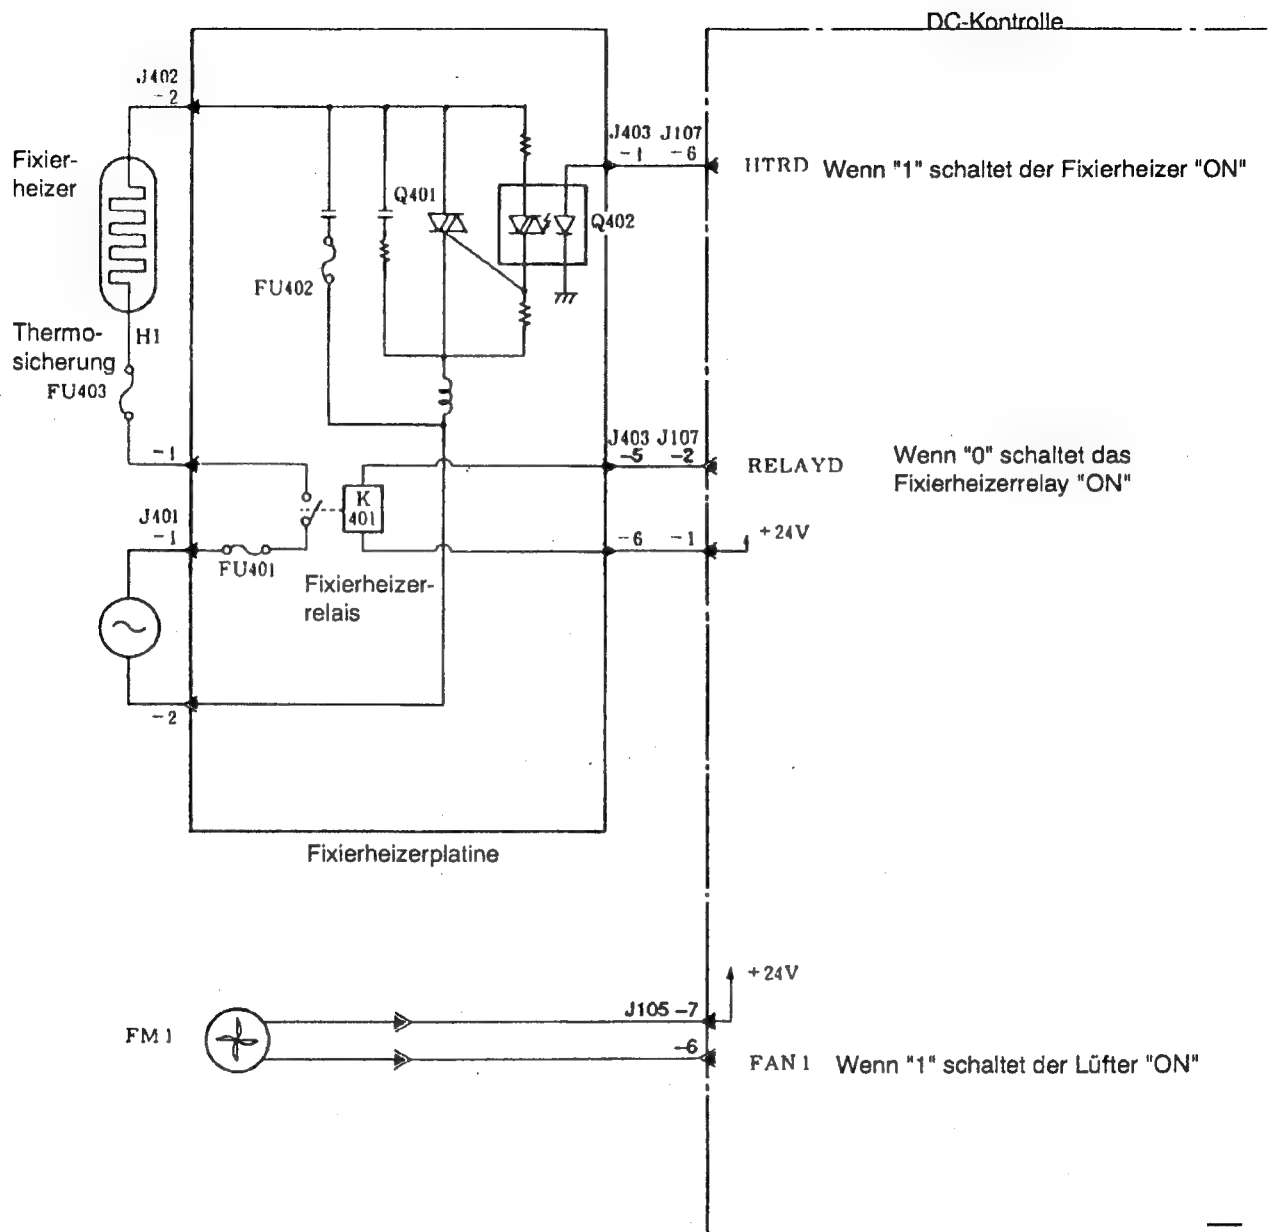 DC-Kontrolle
J402
-2
J403 J107
-1 -6
Fixier-
heizer
HTRD Wenn "1" schaltet der Fixierheizer "ON"
Q401
Q402
FU402
Thermo-
sicherung
H1
FU403
J403 J107
-1
-5 -2
RELAYD
Wenn "0" schaltet das
Fixierheizerrelay "ON"
K
401
J401
-1
-6 -1
+24V
FU401
Fixierheizer-
relais
-2
Fixierheizerplatine
+24V
J105 -7
FM1
-6
FAN1 Wenn "1" schaltet der Lüfter "ON"